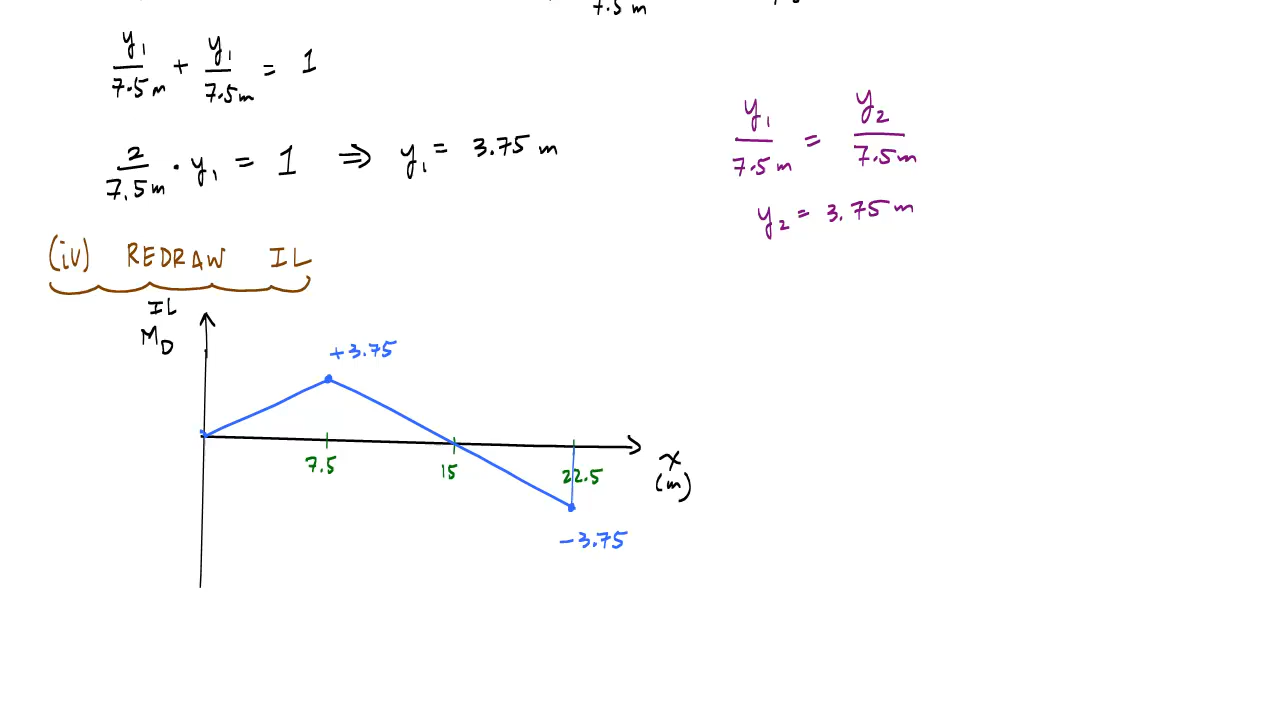 7.5 m
y₁/7.5 m + y₁/7.5 m = 1
2/7.5 m · y₁ = 1 ⇒ y₁ = 3.75 m
y₁/7.5 m = y₂/7.5 m
y₂ = 3.75 m
(iv) REDRAW IL
IL
M_D
+3.75
7.5
15
22.5
x
(m)
−3.75